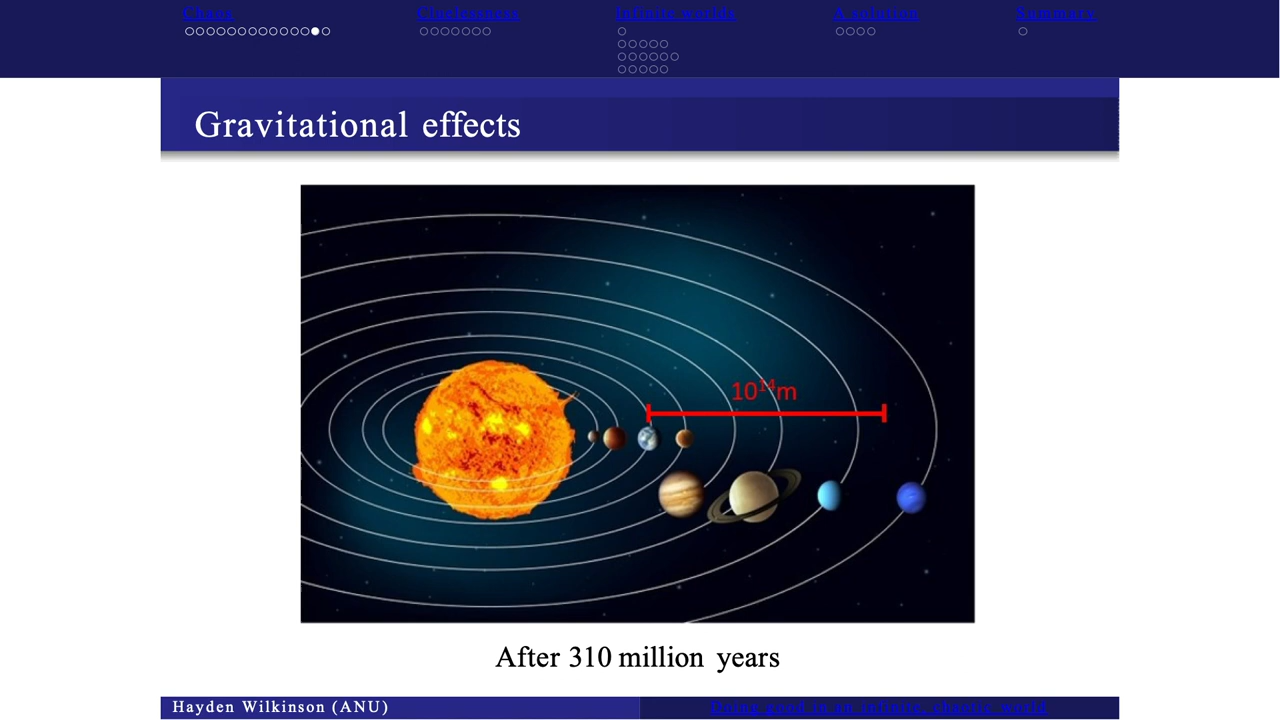 Chaos
Cluelessness
Infinite worlds
A solution
Summary
Gravitational effects
10¹⁴m
After 310 million years
Hayden Wilkinson (ANU)
Doing good in an infinite, chaotic world